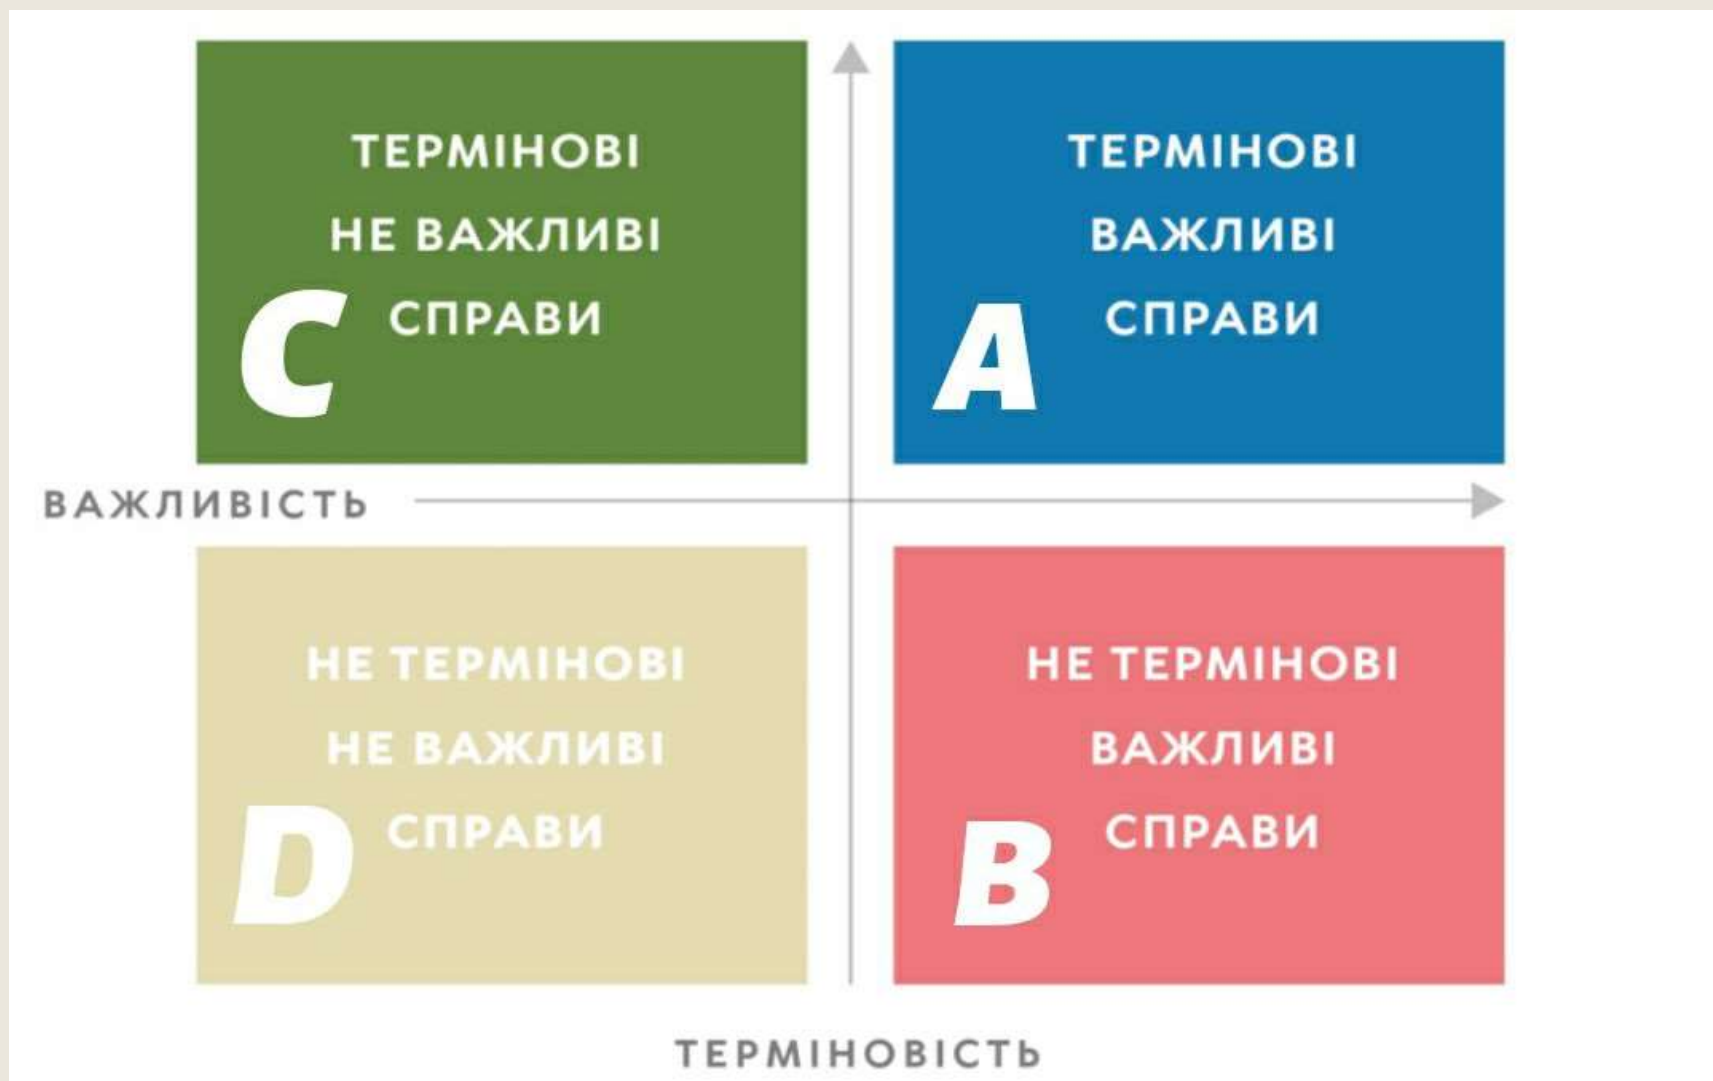 ТЕРМІНОВІ
НЕ ВАЖЛИВІ
СПРАВИ
C
ТЕРМІНОВІ
ВАЖЛИВІ
СПРАВИ
A
ВАЖЛИВІСТЬ
НЕ ТЕРМІНОВІ
НЕ ВАЖЛИВІ
СПРАВИ
D
НЕ ТЕРМІНОВІ
ВАЖЛИВІ
СПРАВИ
B
ТЕРМІНОВІСТЬ